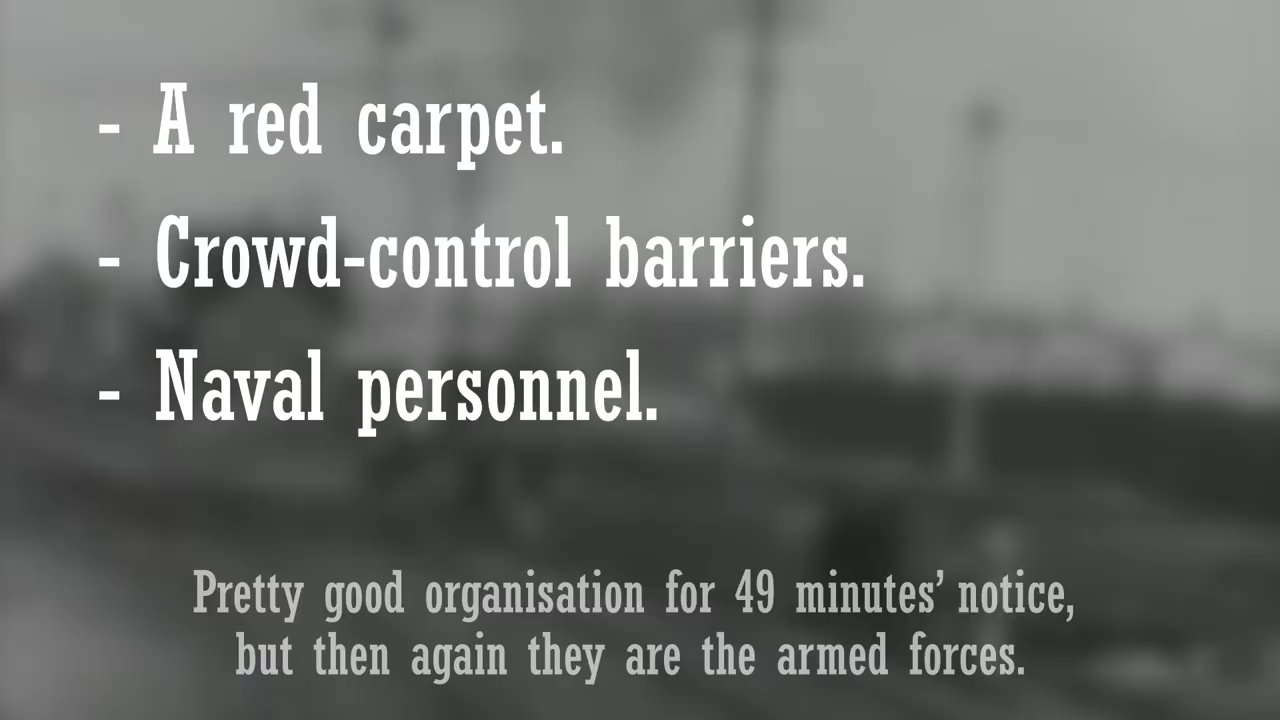 - A red carpet.
- Crowd-control barriers.
- Naval personnel.
Pretty good organisation for 49 minutes’ notice,
but then again they are the armed forces.